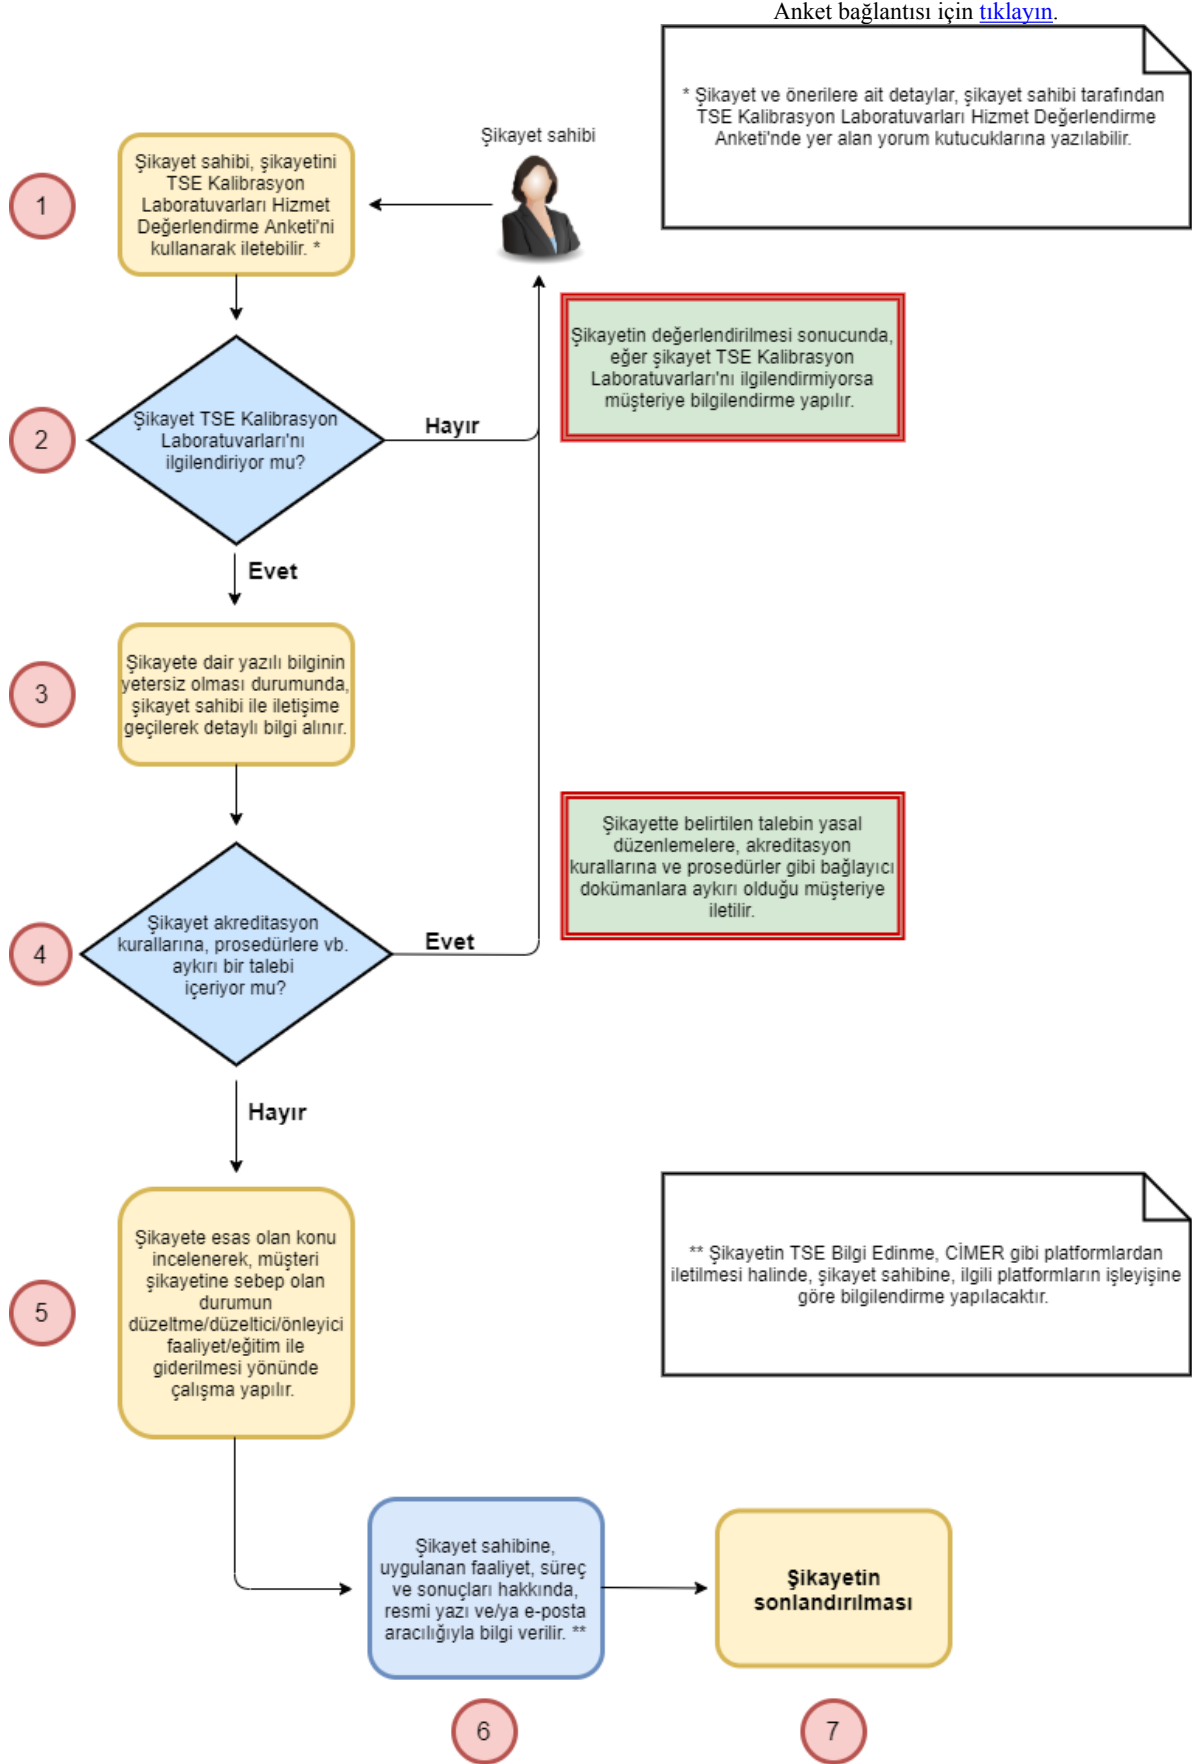 Anket bağlantısı için tıklayın.
* Şikayet ve önerilere ait detaylar, şikayet sahibi tarafından
TSE Kalibrasyon Laboratuvarları Hizmet Değerlendirme
Anketi'nde yer alan yorum kutucuklarına yazılabilir.
Şikayet sahibi
1
Şikayet sahibi, şikayetini
TSE Kalibrasyon
Laboratuvarları Hizmet
Değerlendirme Anketi'ni
kullanarak iletebilir. *
Şikayetin değerlendirilmesi sonucunda,
eğer şikayet TSE Kalibrasyon
Laboratuvarları'nı ilgilendirmiyorsa
müşteriye bilgilendirme yapılır.
2
Şikayet TSE Kalibrasyon
Laboratuvarları'nı
ilgilendiriyor mu?
Hayır
Evet
3
Şikayete dair yazılı bilginin
yetersiz olması durumunda,
şikayet sahibi ile iletişime
geçilerek detaylı bilgi alınır.
Şikayette belirtilen talebin yasal
düzenlemelere, akreditasyon
kurallarına ve prosedürler gibi bağlayıcı
dokümanlara aykırı olduğu müşteriye
iletilir.
4
Şikayet akreditasyon
kurallarına, prosedürlere vb.
aykırı bir talebi
içeriyor mu?
Evet
Hayır
5
Şikayete esas olan konu
incelenerek, müşteri
şikayetine sebep olan
durumun
düzeltme/düzeltici/önleyici
faaliyet/eğitim ile
giderilmesi yönünde
çalışma yapılır.
** Şikayetin TSE Bilgi Edinme, CİMER gibi platformlardan
iletilmesi halinde, şikayet sahibine, ilgili platformların işleyişine
göre bilgilendirme yapılacaktır.
Şikayet sahibine,
uygulanan faaliyet, süreç
ve sonuçları hakkında,
resmi yazı ve/ya e-posta
aracılığıyla bilgi verilir. **
Şikayetin
sonlandırılması
6
7